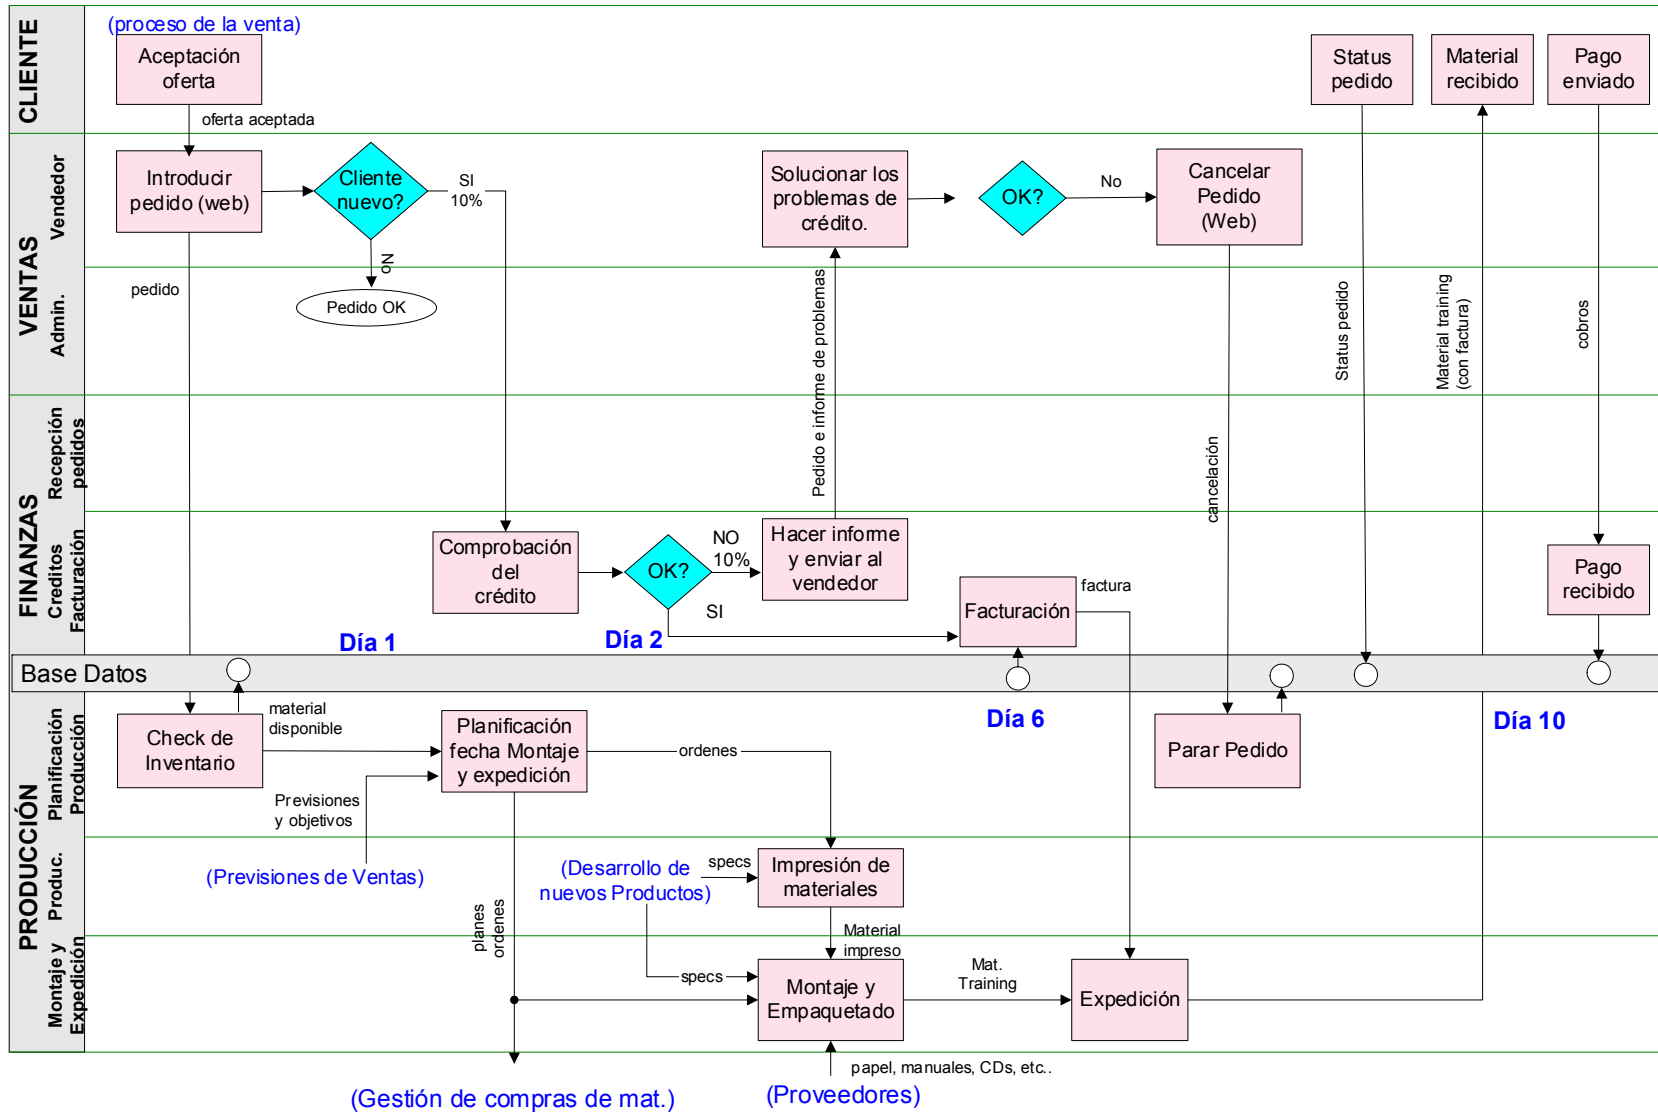 CLIENTE
(proceso de la venta)
Aceptación
oferta
oferta aceptada
Status
pedido
Material
recibido
Pago
enviado
VENTAS
Vendedor
Introducir
pedido (web)
Cliente
nuevo?
SI
10%
No
Solucionar los
problemas de
crédito.
OK?
No
Cancelar
Pedido
(Web)
Admin.
pedido
Pedido OK
Pedido e informe de problemas
Status pedido
Material training
(con factura)
cobros
FINANZAS
Recepción
pedidos
cancelación
Creditos
Facturación
Comprobación
del
crédito
OK?
NO
10%
SI
Hacer informe
y enviar al
vendedor
Facturación
factura
Pago
recibido
Día 1
Día 2
Base Datos
PRODUCCIÓN
Planificación
Producción
Check de
Inventario
material
disponible
Planificación
fecha Montaje
y expedición
ordenes
Día 6
Parar Pedido
Día 10
Previsiones
y objetivos
Produc.
(Previsiones de Ventas)
planes
ordenes
(Desarrollo de
nuevos Productos)
specs
Impresión de
materiales
Material
impreso
Montaje y
Expedición
specs
Montaje y
Empaquetado
Mat.
Training
Expedición
papel, manuales, CDs, etc..
(Gestión de compras de mat.)
(Proveedores)